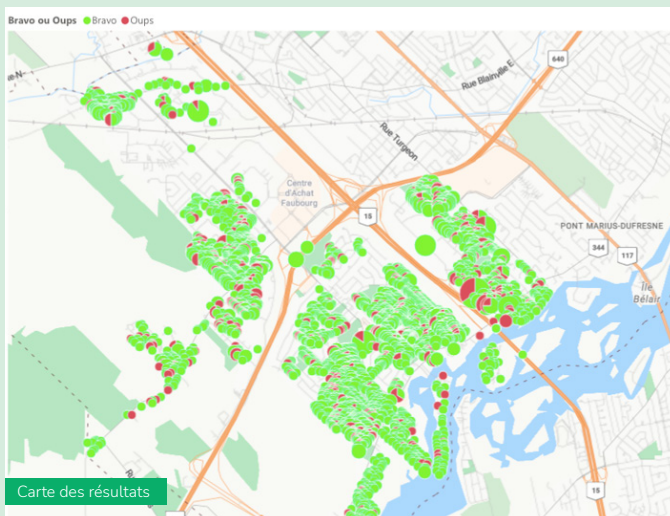 Bravo ou Oups Bravo Oups
640
Rue Blainville E
Rue Turgeon
Centre
d'Achat
Faubourg
15
PONT MARIUS-DUFRESNE
344
117
Île
Bélair
15
Carte des résultats